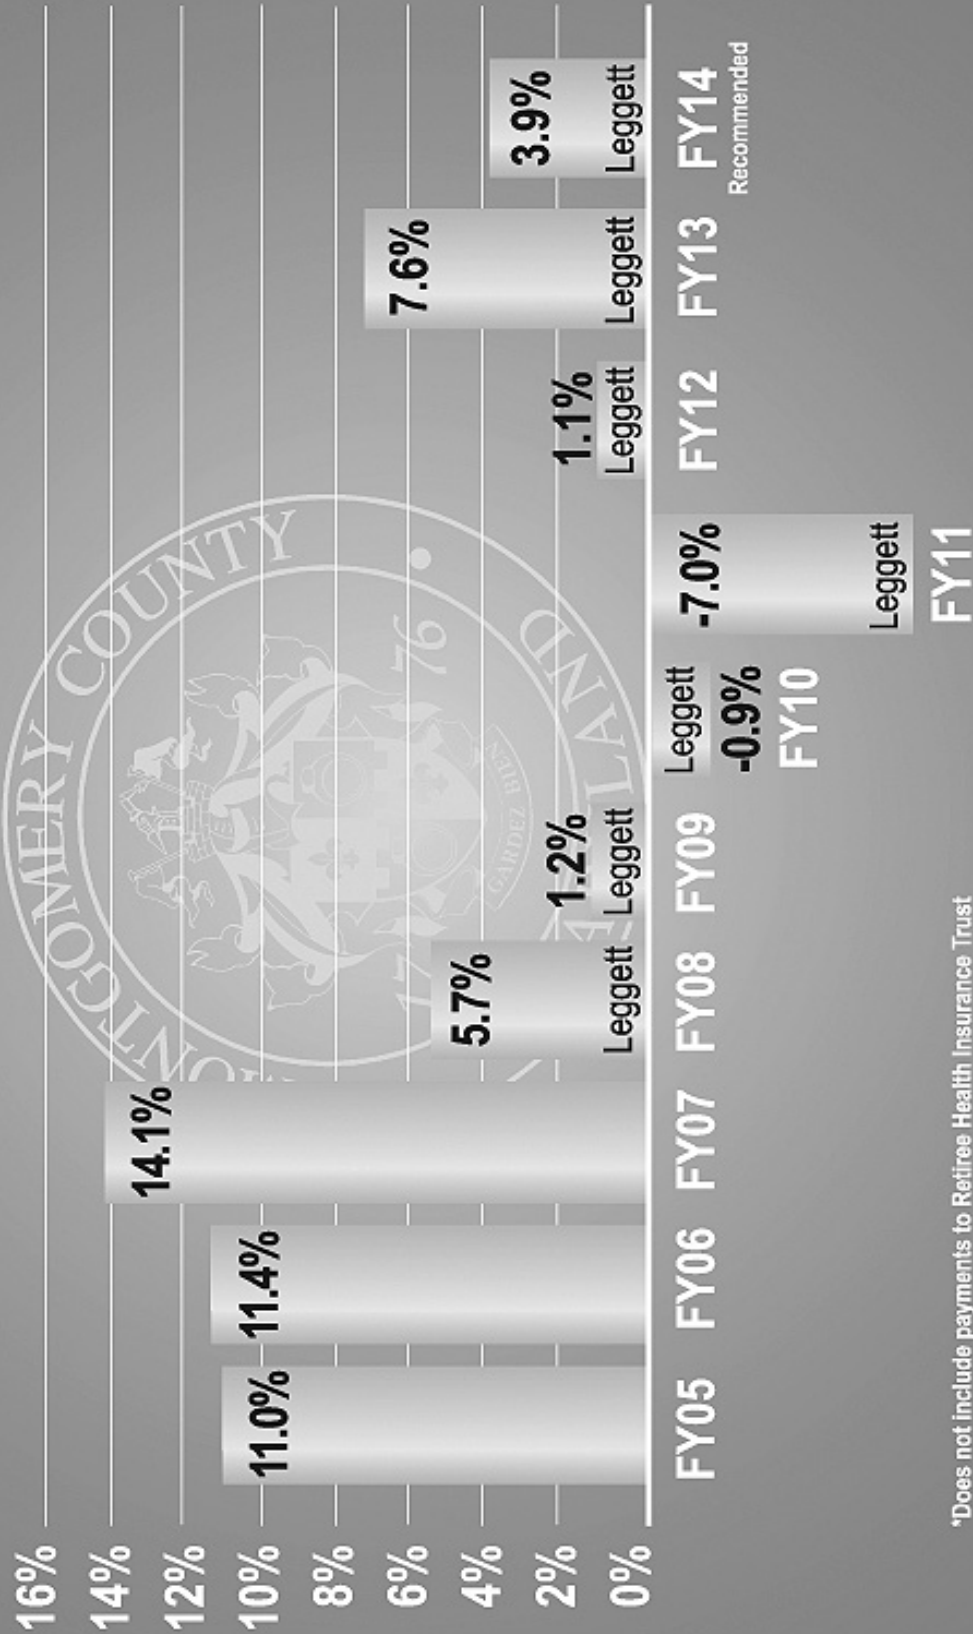 16%
14%
12%
10%
8%
6%
4%
2%
0%
11.0%
11.4%
14.1%
5.7%
Leggett
1.2%
Leggett
Leggett
-0.9%
-7.0%
Leggett
1.1%
Leggett
7.6%
Leggett
3.9%
Leggett
FY05
FY06
FY07
FY08
FY09
FY10
FY11
FY12
FY13
FY14
Recommended
MONTGOMERY COUNTY
17 76
GARDEZ BIEN
*Does not include payments to Retiree Health Insurance Trust